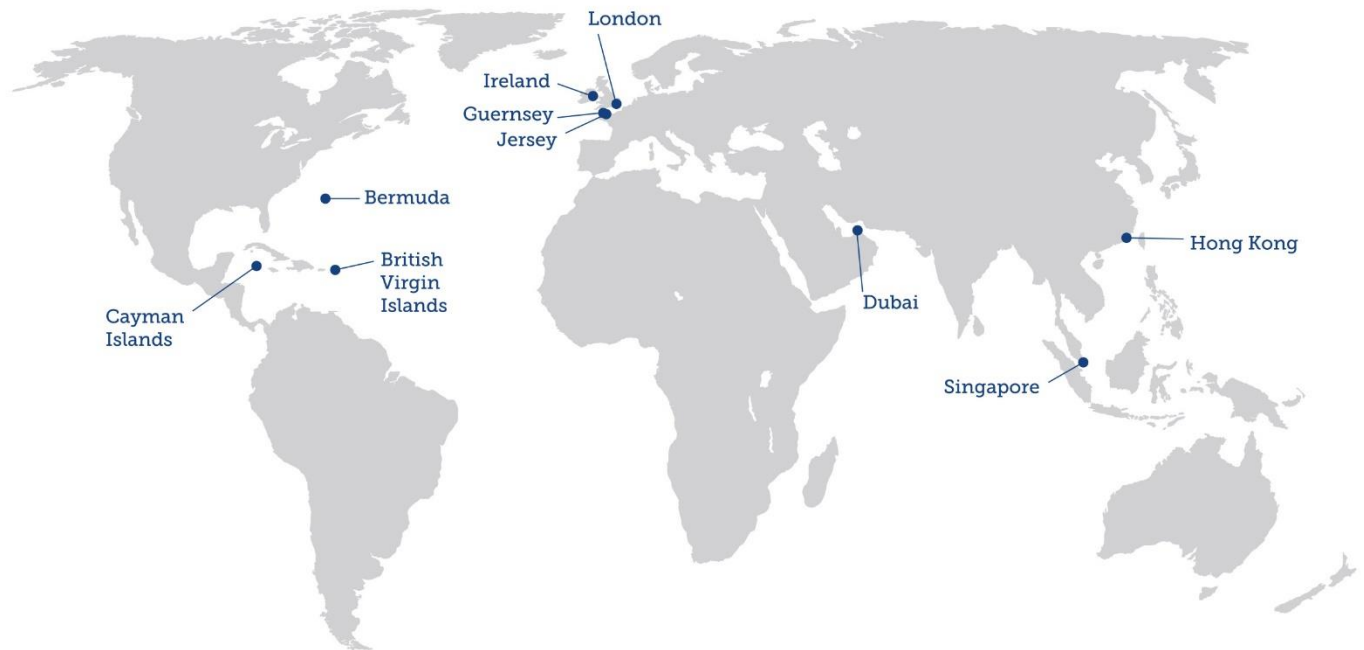 London
Ireland
Guernsey
Jersey
Bermuda
British
Virgin
Islands
Cayman
Islands
Dubai
Hong Kong
Singapore